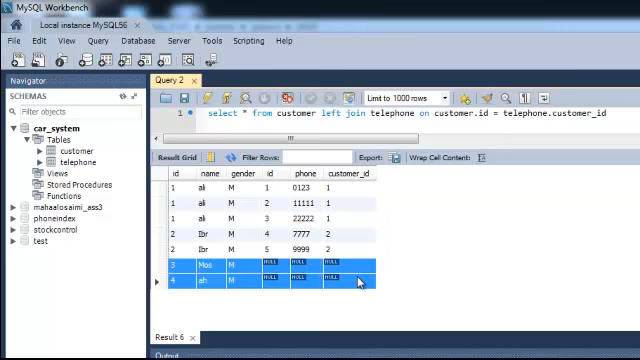 MySQL Workbench
Local instance MySQL56 ×
File Edit View Query Database Server Tools Scripting Help
Navigator
SCHEMAS
Filter objects
car_system
Tables
customer
telephone
Views
Stored Procedures
Functions
mahaalosaimi_ass3
phoneindex
stockcontrol
test
Query 2 ×
Limit to 1000 rows
1 select * from customer left join telephone on customer.id = telephone.customer_id
Result Grid Filter Rows: Export: Wrap Cell Content:
id name gender id phone customer_id
1 ali M 1 0123 1
1 ali M 2 11111 1
1 ali M 3 22222 1
2 Ibr M 4 7777 2
2 Ibr M 5 9999 2
3 Mos M NULL NULL NULL
4 ah M NULL NULL NULL
Result 6 ×
Output